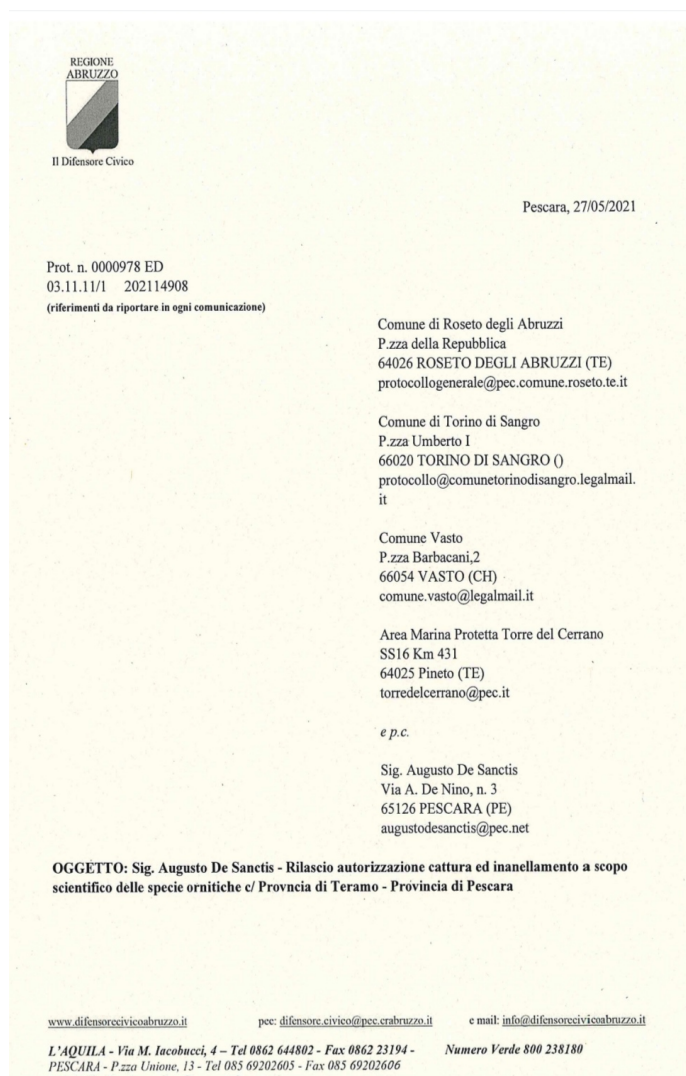 REGIONE
ABRUZZO
Il Difensore Civico
Pescara, 27/05/2021
Prot. n. 0000978 ED
03.11.11/1 202114908
(riferimenti da riportare in ogni comunicazione)
Comune di Roseto degli Abruzzi
P.zza della Repubblica
64026 ROSETO DEGLI ABRUZZI (TE)
protocollogenerale@pec.comune.roseto.te.it
Comune di Torino di Sangro
P.zza Umberto I
66020 TORINO DI SANGRO ()
protocollo@comunetorinodisangro.legalmail.
it
Comune Vasto
P.zza Barbacani,2
66054 VASTO (CH)
comune.vasto@legalmail.it
Area Marina Protetta Torre del Cerrano
SS16 Km 431
64025 Pineto (TE)
torredelcerrano@pec.it
e p.c.
Sig. Augusto De Sanctis
Via A. De Nino, n. 3
65126 PESCARA (PE)
augustodesanctis@pec.net
OGGETTO: Sig. Augusto De Sanctis - Rilascio autorizzazione cattura ed inanellamento a scopo
scientifico delle specie ornitiche c/ Provncia di Teramo - Provincia di Pescara
www.difensorecivicoabruzzo.it pec: difensore.civico@pec.crabruzzo.it e mail: info@difensorecivicoabruzzo.it
L'AQUILA - Via M. Iacobucci, 4 – Tel 0862 644802 - Fax 0862 23194 - Numero Verde 800 238180
PESCARA - P.zza Unione, 13 - Tel 085 69202605 - Fax 085 69202606